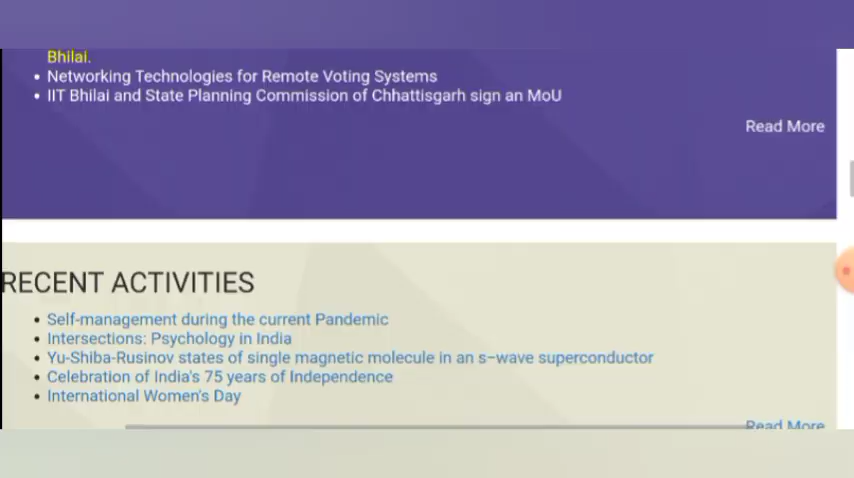 Bhilai.
Networking Technologies for Remote Voting Systems
IIT Bhilai and State Planning Commission of Chhattisgarh sign an MoU
Read More
RECENT ACTIVITIES
Self-management during the current Pandemic
Intersections: Psychology in India
Yu-Shiba-Rusinov states of single magnetic molecule in an s–wave superconductor
Celebration of India's 75 years of Independence
International Women's Day
Read More